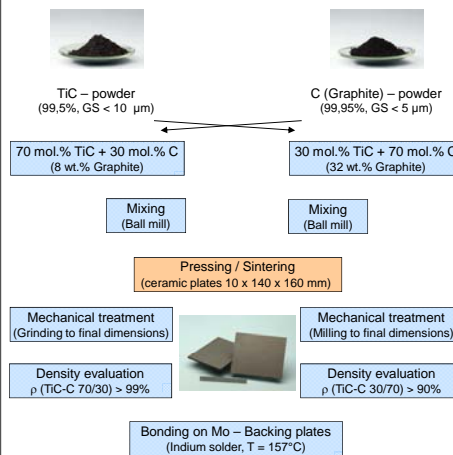 TiC – powder
(99,5%, GS < 10 µm)
C (Graphite) – powder
(99,95%, GS < 5 µm)
70 mol.% TiC + 30 mol.% C
(8 wt.% Graphite)
30 mol.% TiC + 70 mol.% C
(32 wt.% Graphite)
Mixing
(Ball mill)
Mixing
(Ball mill)
Pressing / Sintering
(ceramic plates 10 x 140 x 160 mm)
Mechanical treatment
(Grinding to final dimensions)
Mechanical treatment
(Milling to final dimensions)
Density evaluation
ρ (TiC-C 70/30) > 99%
Density evaluation
ρ (TiC-C 30/70) > 90%
Bonding on Mo – Backing plates
(Indium solder, T = 157°C)